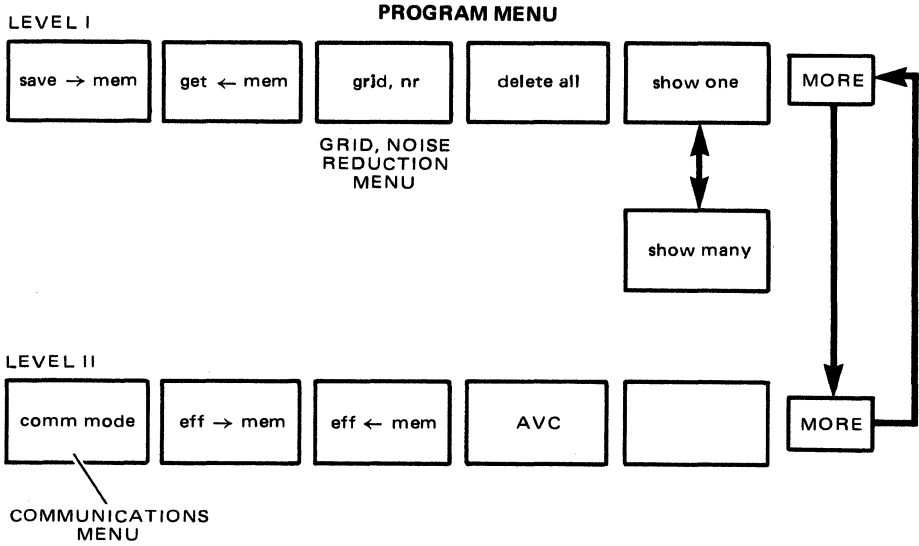 PROGRAM MENU
LEVEL I
save → mem
get ← mem
grid, nr
delete all
show one
MORE
GRID, NOISE
REDUCTION
MENU
show many
LEVEL II
comm mode
eff → mem
eff ← mem
AVC
MORE
COMMUNICATIONS
MENU